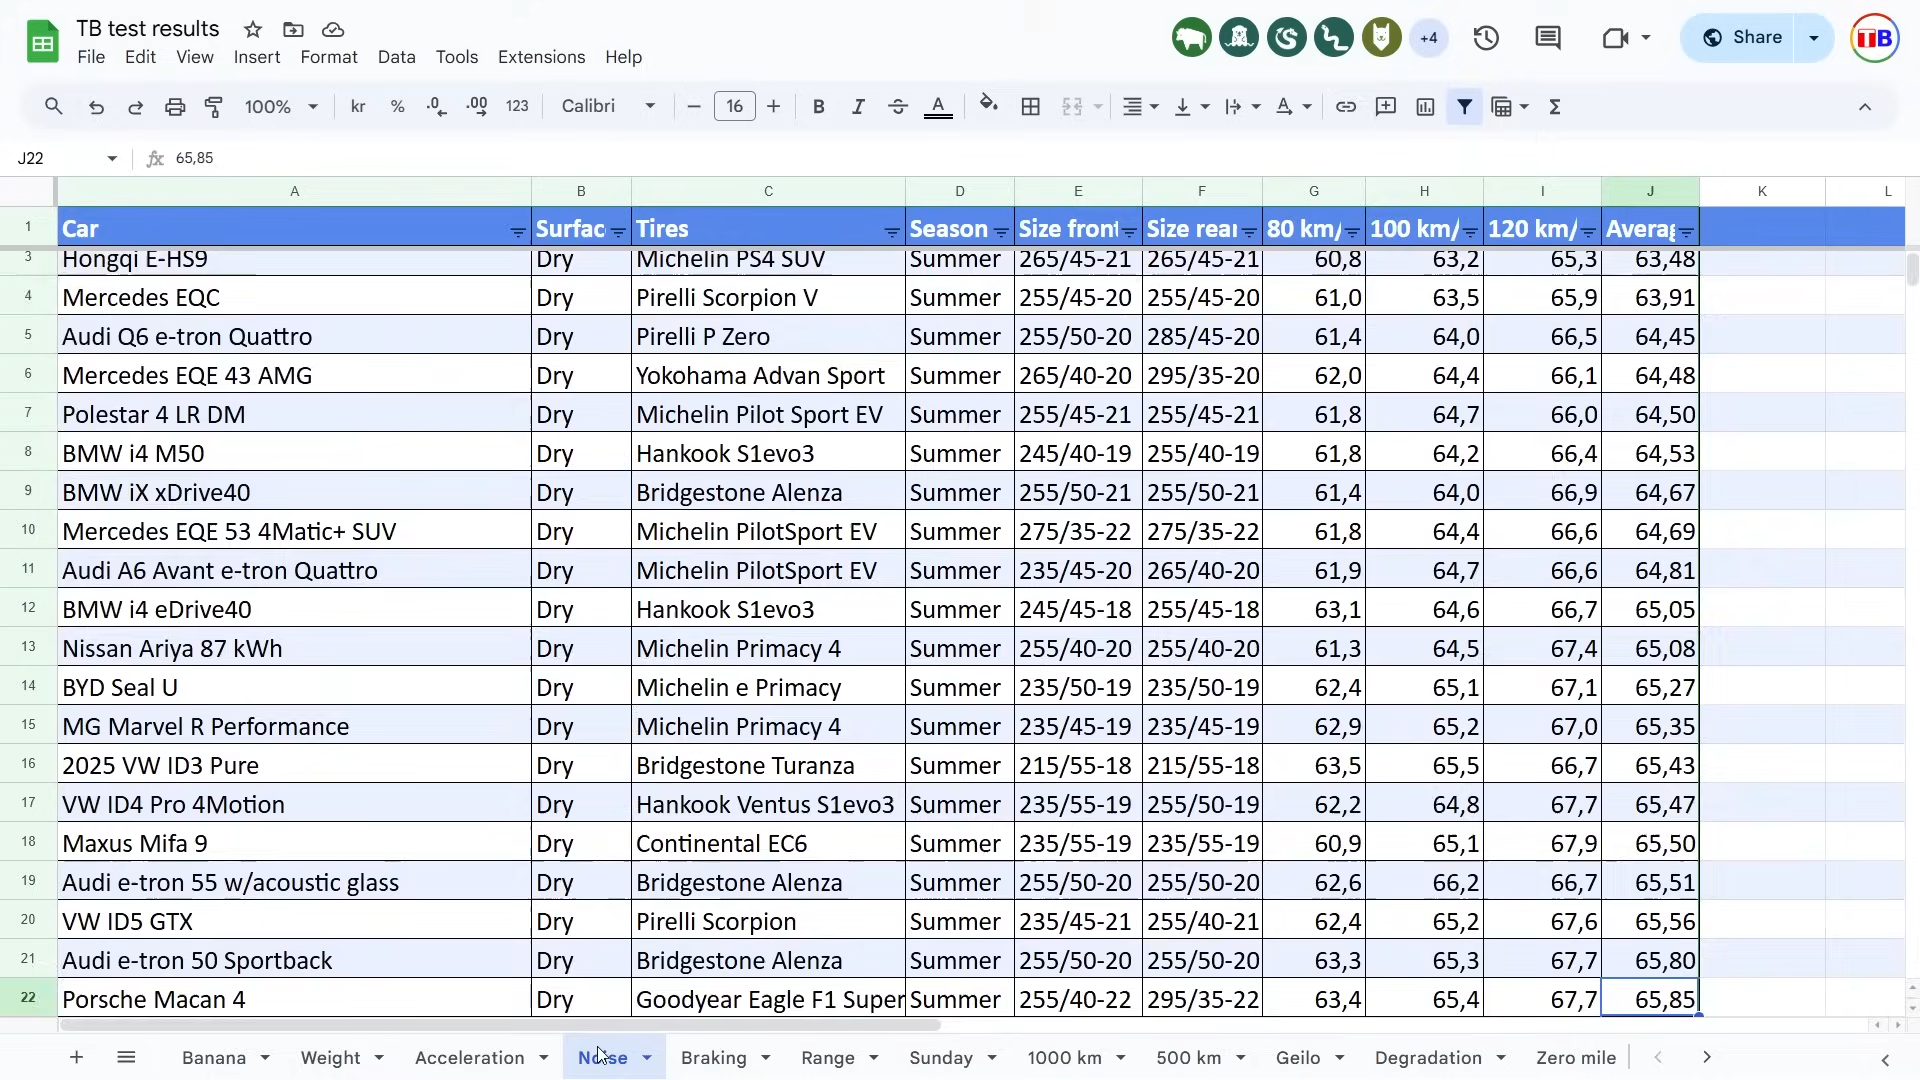 TB test results
+4
Share
TB
File Edit View Insert Format Data Tools Extensions Help
100% kr % .0 .00 123 Calibri 16 B I S A
J22 fx 65,85
A B C D E F G H I J K L
1 Car Surfac Tires Season Size front Size rear 80 km/ 100 km/ 120 km/ Averag
3 Hongqi E-HS9 Dry Michelin PS4 SUV Summer 265/45-21 265/45-21 60,8 63,2 65,3 63,48
4 Mercedes EQC Dry Pirelli Scorpion V Summer 255/45-20 255/45-20 61,0 63,5 65,9 63,91
5 Audi Q6 e-tron Quattro Dry Pirelli P Zero Summer 255/50-20 285/45-20 61,4 64,0 66,5 64,45
6 Mercedes EQE 43 AMG Dry Yokohama Advan Sport Summer 265/40-20 295/35-20 62,0 64,4 66,1 64,48
7 Polestar 4 LR DM Dry Michelin Pilot Sport EV Summer 255/45-21 255/45-21 61,8 64,7 66,0 64,50
8 BMW i4 M50 Dry Hankook S1evo3 Summer 245/40-19 255/40-19 61,8 64,2 66,4 64,53
9 BMW iX xDrive40 Dry Bridgestone Alenza Summer 255/50-21 255/50-21 61,4 64,0 66,9 64,67
10 Mercedes EQE 53 4Matic+ SUV Dry Michelin PilotSport EV Summer 275/35-22 275/35-22 61,8 64,4 66,6 64,69
11 Audi A6 Avant e-tron Quattro Dry Michelin PilotSport EV Summer 235/45-20 265/40-20 61,9 64,7 66,6 64,81
12 BMW i4 eDrive40 Dry Hankook S1evo3 Summer 245/45-18 255/45-18 63,1 64,6 66,7 65,05
13 Nissan Ariya 87 kWh Dry Michelin Primacy 4 Summer 255/40-20 255/40-20 61,3 64,5 67,4 65,08
14 BYD Seal U Dry Michelin e Primacy Summer 235/50-19 235/50-19 62,4 65,1 67,1 65,27
15 MG Marvel R Performance Dry Michelin Primacy 4 Summer 235/45-19 235/45-19 62,9 65,2 67,0 65,35
16 2025 VW ID3 Pure Dry Bridgestone Turanza Summer 215/55-18 215/55-18 63,5 65,5 66,7 65,43
17 VW ID4 Pro 4Motion Dry Hankook Ventus S1evo3 Summer 235/55-19 255/50-19 62,2 64,8 67,7 65,47
18 Maxus Mifa 9 Dry Continental EC6 Summer 235/55-19 235/55-19 60,9 65,1 67,9 65,50
19 Audi e-tron 55 w/acoustic glass Dry Bridgestone Alenza Summer 255/50-20 255/50-20 62,6 66,2 66,7 65,51
20 VW ID5 GTX Dry Pirelli Scorpion Summer 235/45-21 255/40-21 62,4 65,2 67,6 65,56
21 Audi e-tron 50 Sportback Dry Bridgestone Alenza Summer 255/50-20 255/50-20 63,3 65,3 67,7 65,80
22 Porsche Macan 4 Dry Goodyear Eagle F1 Super Summer 255/40-22 295/35-22 63,4 65,4 67,7 65,85
Banana Weight Acceleration Noise Braking Range Sunday 1000 km 500 km Geilo Degradation Zero mile